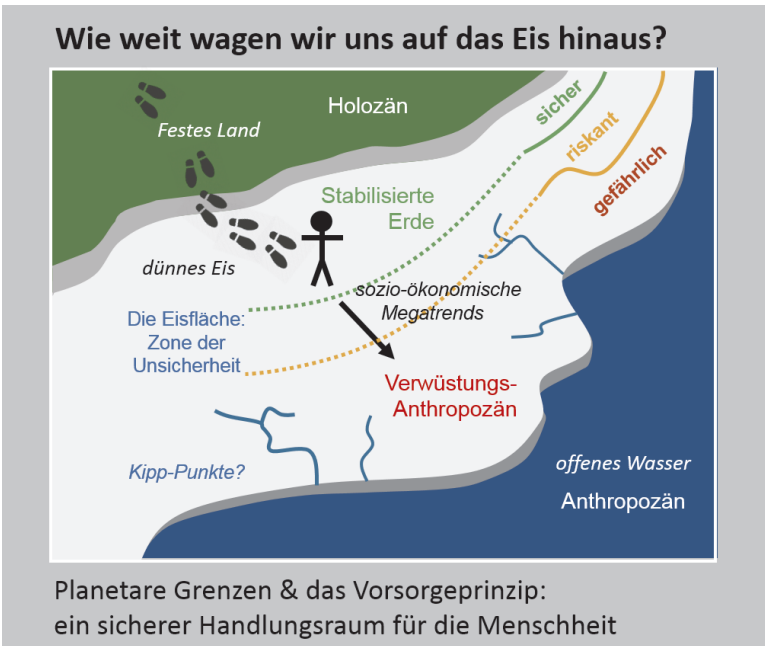 Wie weit wagen wir uns auf das Eis hinaus?
Holozän
Festes Land
sicher
riskant
gefährlich
Stabilisierte
Erde
dünnes Eis
sozio-ökonomische
Megatrends
Die Eisfläche:
Zone der
Unsicherheit
Verwüstungs-
Anthropozän
Kipp-Punkte?
offenes Wasser
Anthropozän
Planetare Grenzen & das Vorsorgeprinzip:
ein sicherer Handlungsraum für die Menschheit